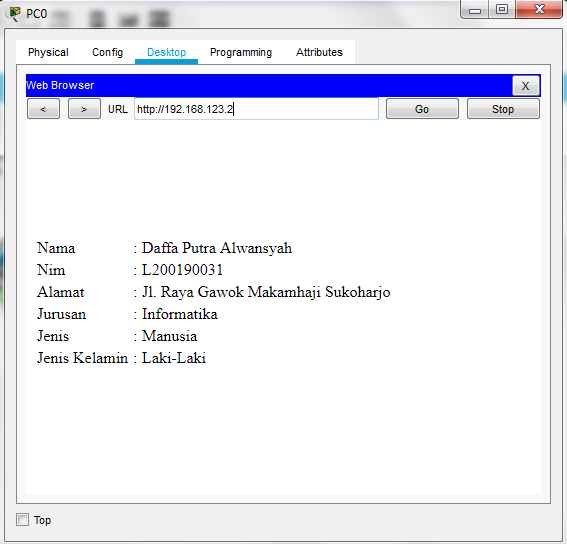 PC0
Physical Config Desktop Programming Attributes
Web Browser X
< > URL http://192.168.123.2 Go Stop
Nama : Daffa Putra Alwansyah
Nim : L200190031
Alamat : Jl. Raya Gawok Makamhaji Sukoharjo
Jurusan : Informatika
Jenis : Manusia
Jenis Kelamin : Laki-Laki
Top